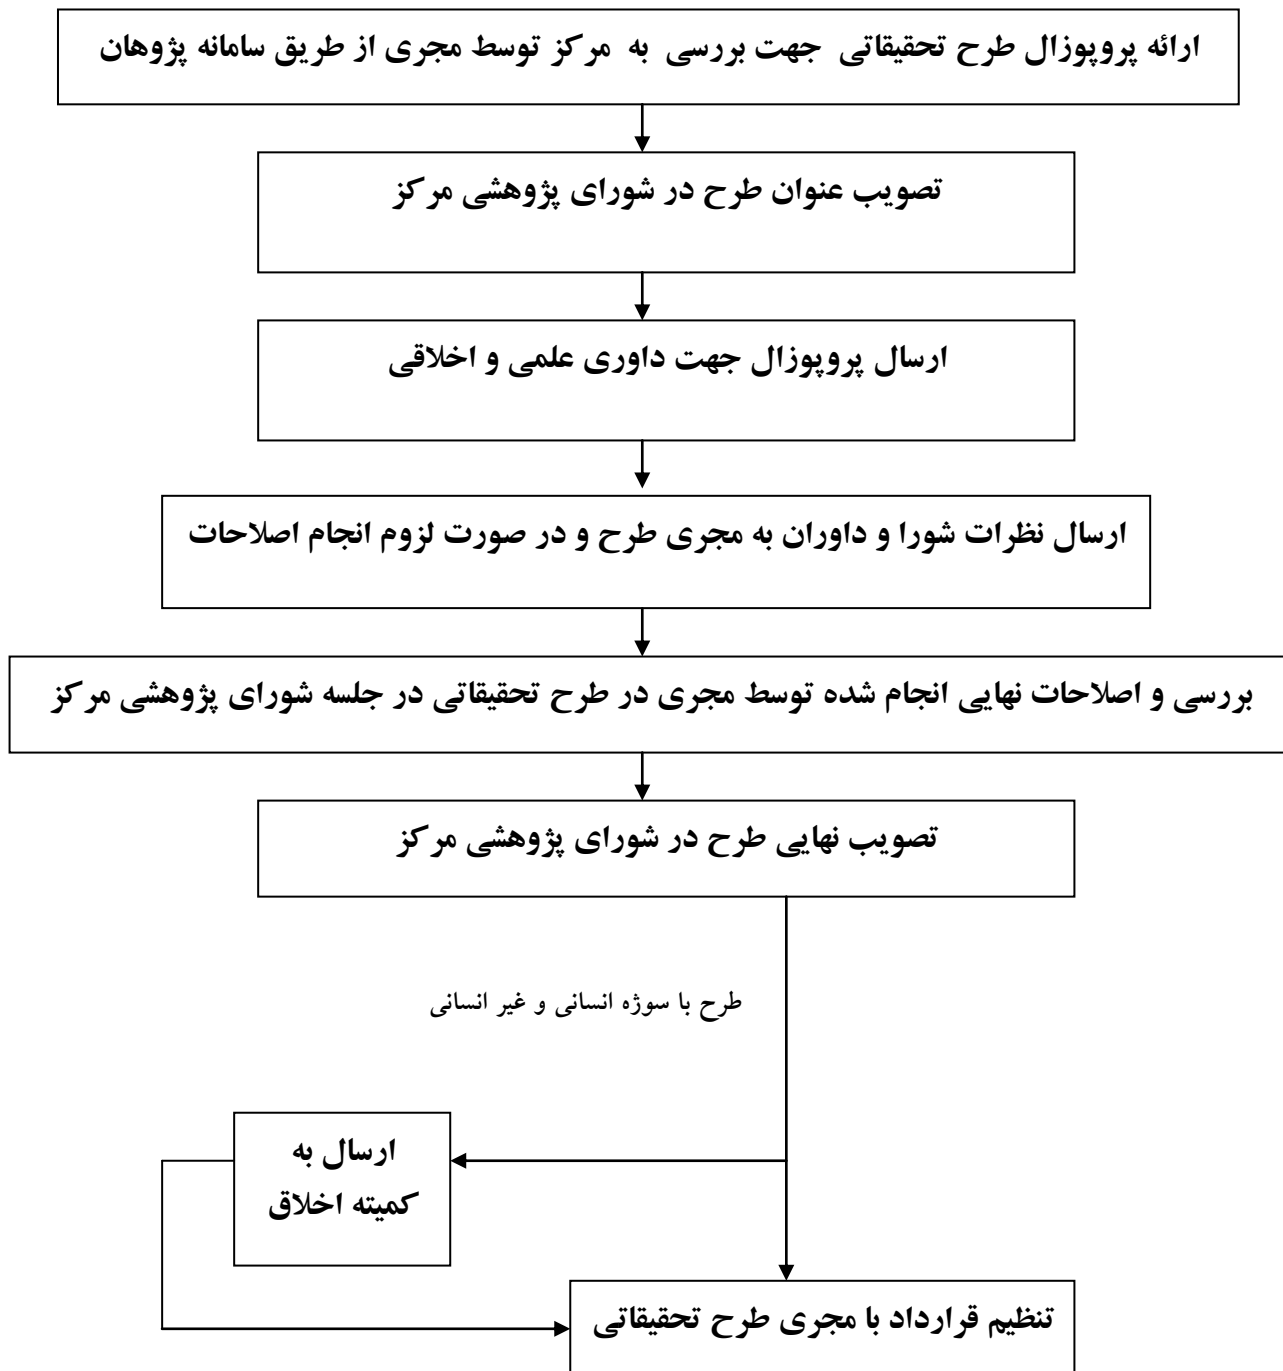 ارائه پروپوزال طرح تحقیقاتی جهت بررسی به مرکز توسط مجری از طریق سامانه پژوهان
تصویب عنوان طرح در شورای پژوهشی مرکز
ارسال پروپوزال جهت داوری علمی و اخلاقی
ارسال نظرات شورا و داوران به مجری طرح و در صورت لزوم انجام اصلاحات
بررسی و اصلاحات نهایی انجام شده توسط مجری در طرح تحقیقاتی در جلسه شورای پژوهشی مرکز
تصویب نهایی طرح در شورای پژوهشی مرکز
طرح با سوژه انسانی و غیر انسانی
ارسال به
کمیته اخلاق
تنظیم قرارداد با مجری طرح تحقیقاتی